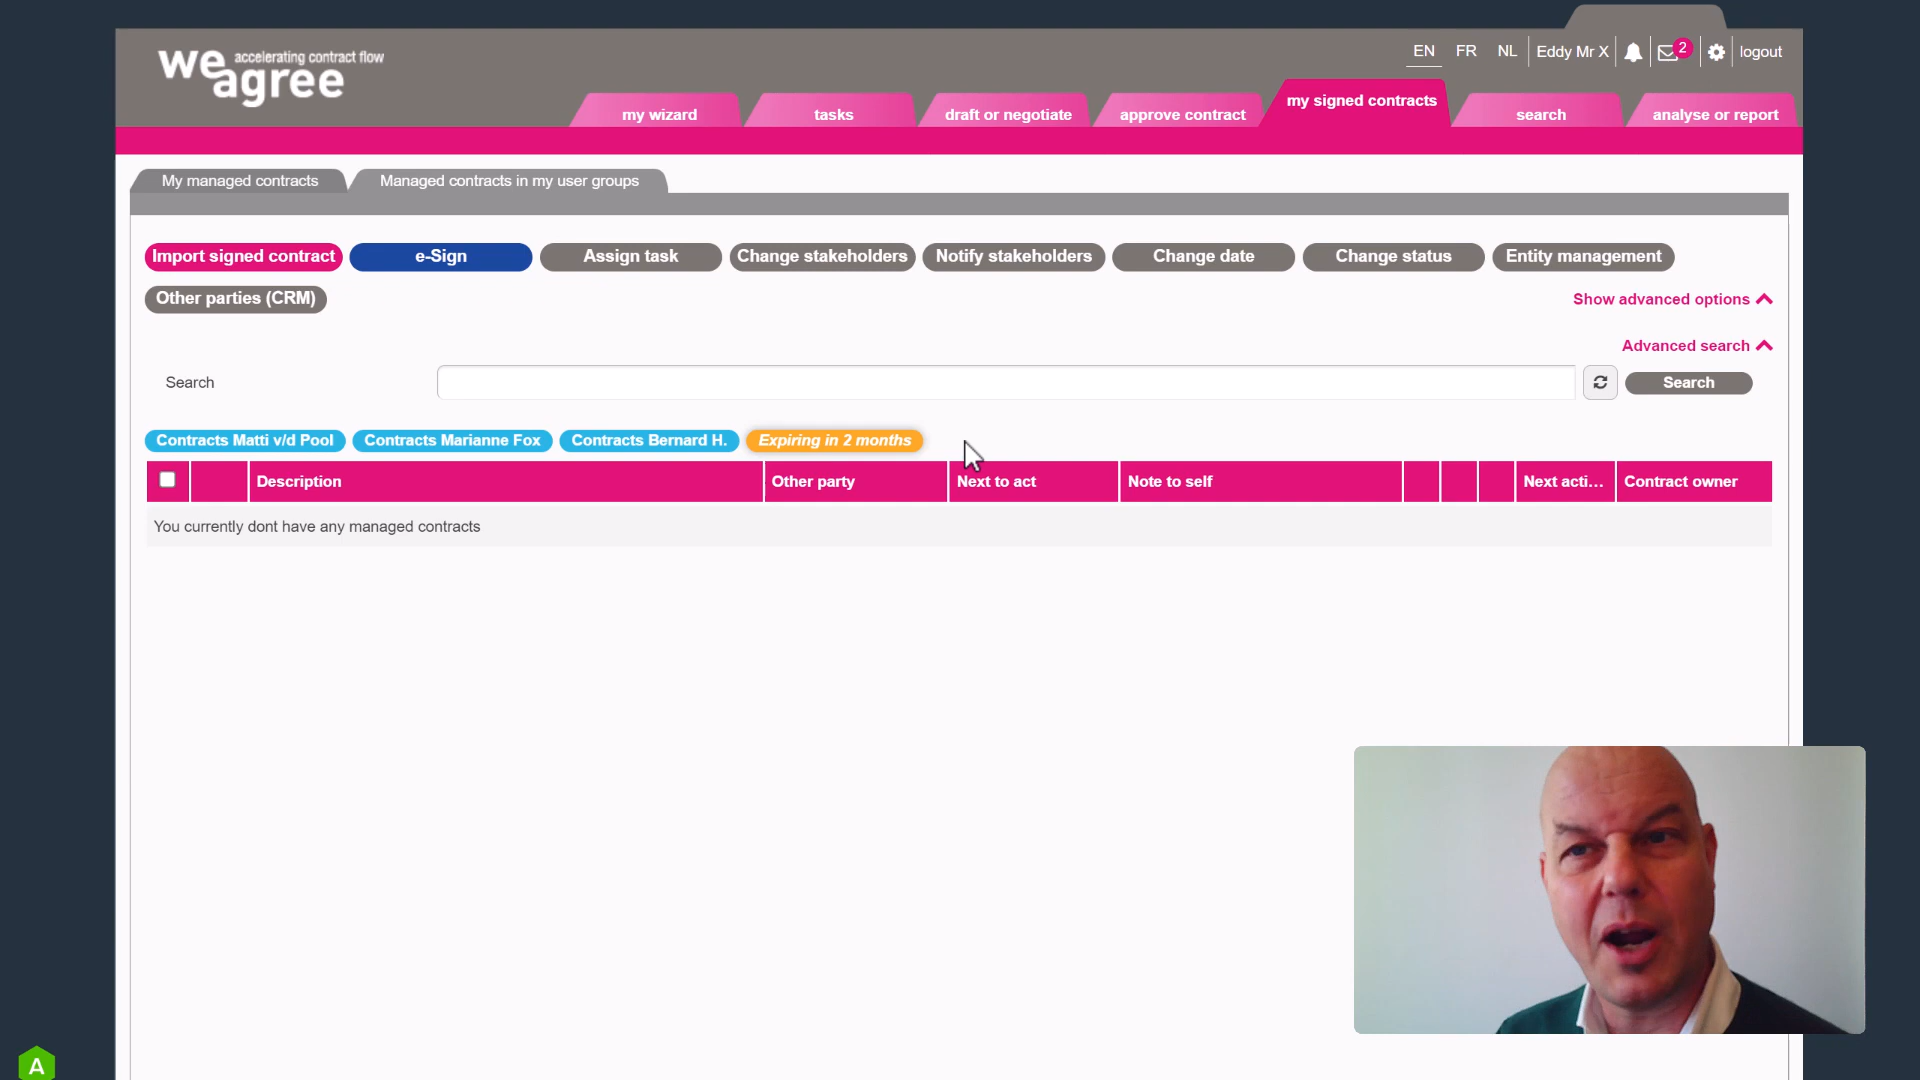 we agree accelerating contract flow
EN FR NL Eddy Mr X 2 logout
my wizard tasks draft or negotiate approve contract my signed contracts search analyse or report
My managed contracts Managed contracts in my user groups
Import signed contract e-Sign Assign task Change stakeholders Notify stakeholders Change date Change status Entity management
Other parties (CRM) Show advanced options
Advanced search
Search Search
Contracts Matti v/d Pool Contracts Marianne Fox Contracts Bernard H. Expiring in 2 months
Description Other party Next to act Note to self Next acti... Contract owner
You currently dont have any managed contracts
A